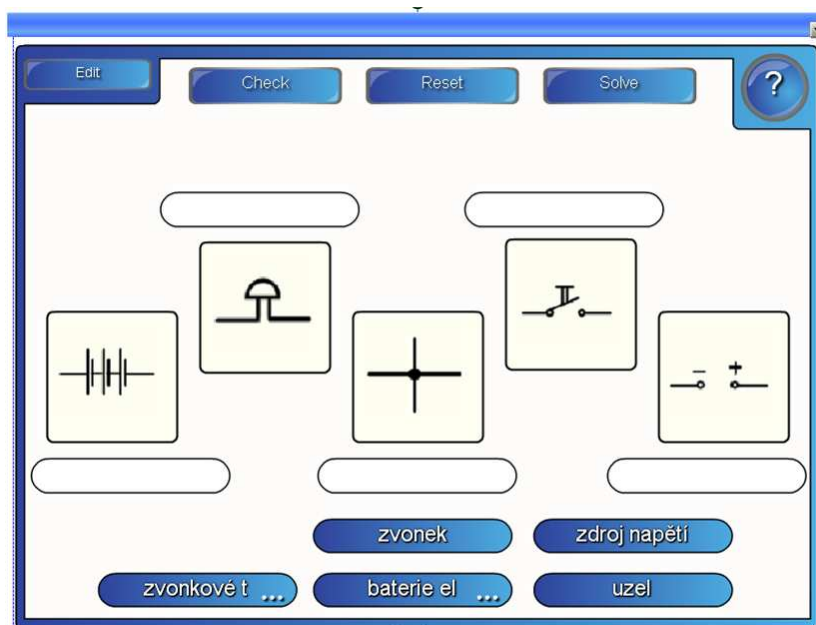 Edit
Check
Reset
Solve
?
- +
zvonek
zdroj napětí
zvonkové t ...
baterie el ...
uzel